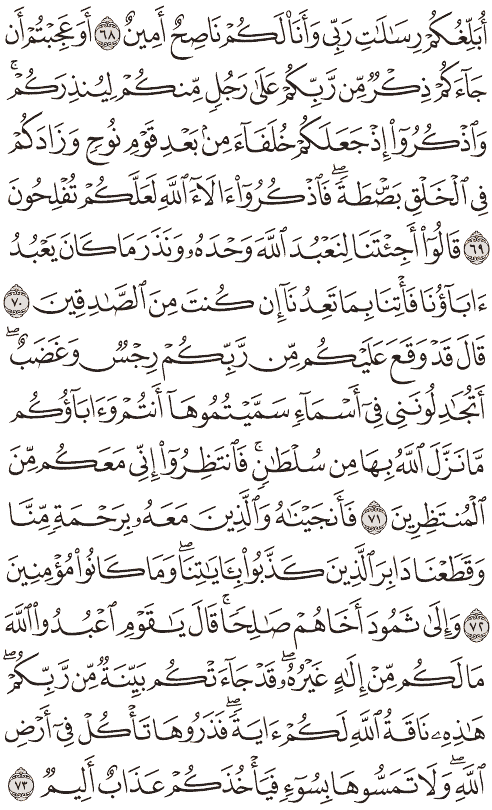 أُبَلِّغُكُمْ رِسَٰلَٰتِ رَبِّى وَأَنَا۠ لَكُمْ نَاصِحٌ أَمِينٌ ٦٨ أَوَعَجِبْتُمْ أَن
جَآءَكُمْ ذِكْرٌ مِّن رَّبِّكُمْ عَلَىٰ رَجُلٍ مِّنكُمْ لِيُنذِرَكُمْ ۚ
وَٱذْكُرُوٓا۟ إِذْ جَعَلَكُمْ خُلَفَآءَ مِنۢ بَعْدِ قَوْمِ نُوحٍ وَزَادَكُمْ
فِى ٱلْخَلْقِ بَصْۜطَةً ۖ فَٱذْكُرُوٓا۟ ءَالَآءَ ٱللَّهِ لَعَلَّكُمْ تُفْلِحُونَ
٦٩ قَالُوٓا۟ أَجِئْتَنَا لِنَعْبُدَ ٱللَّهَ وَحْدَهُۥ وَنَذَرَ مَا كَانَ يَعْبُدُ
ءَابَآؤُنَا فَأْتِنَا بِمَا تَعِدُنَآ إِن كُنتَ مِنَ ٱلصَّٰدِقِينَ ٧٠
قَالَ قَدْ وَقَعَ عَلَيْكُم مِّن رَّبِّكُمْ رِجْسٌ وَغَضَبٌ ۖ
أَتُجَٰدِلُونَنِى فِىٓ أَسْمَآءٍ سَمَّيْتُمُوهَآ أَنتُمْ وَءَابَآؤُكُم
مَّا نَزَّلَ ٱللَّهُ بِهَا مِن سُلْطَٰنٍ ۚ فَٱنتَظِرُوٓا۟ إِنِّى مَعَكُم مِّنَ
ٱلْمُنتَظِرِينَ ٧١ فَأَنجَيْنَٰهُ وَٱلَّذِينَ مَعَهُۥ بِرَحْمَةٍ مِّنَّا
وَقَطَعْنَا دَابِرَ ٱلَّذِينَ كَذَّبُوا۟ بِـَٔايَٰتِنَا ۖ وَمَا كَانُوا۟ مُؤْمِنِينَ
٧٢ وَإِلَىٰ ثَمُودَ أَخَاهُمْ صَٰلِحًا ۗ قَالَ يَٰقَوْمِ ٱعْبُدُوا۟ ٱللَّهَ
مَا لَكُم مِّنْ إِلَٰهٍ غَيْرُهُۥ ۖ قَدْ جَآءَتْكُم بَيِّنَةٌ مِّن رَّبِّكُمْ ۖ
هَٰذِهِۦ نَاقَةُ ٱللَّهِ لَكُمْ ءَايَةً ۖ فَذَرُوهَا تَأْكُلْ فِىٓ أَرْضِ
ٱللَّهِ ۖ وَلَا تَمَسُّوهَا بِسُوٓءٍ فَيَأْخُذَكُمْ عَذَابٌ أَلِيمٌ ٧٣